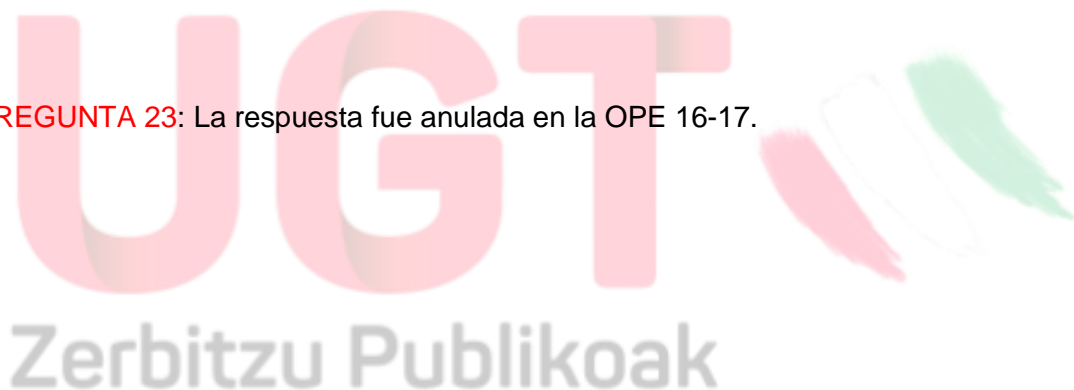 UGT
REGUNTA 23: La respuesta fue anulada en la OPE 16-17.
Zerbitzu Publikoak